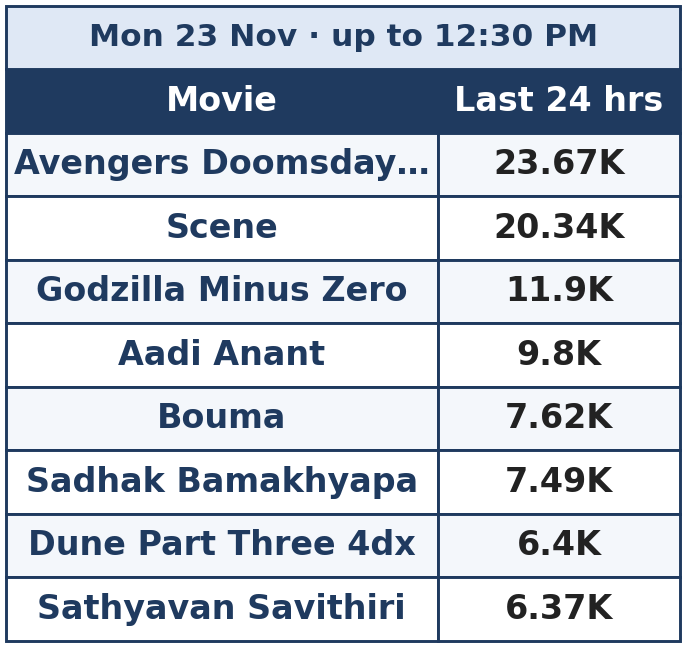 Mon 23 Nov · up to 12:30 PM
Movie Last 24 hrs
Avengers Doomsday... 23.67K
Scene 20.34K
Godzilla Minus Zero 11.9K
Aadi Anant 9.8K
Bouma 7.62K
Sadhak Bamakhyapa 7.49K
Dune Part Three 4dx 6.4K
Sathyavan Savithiri 6.37K